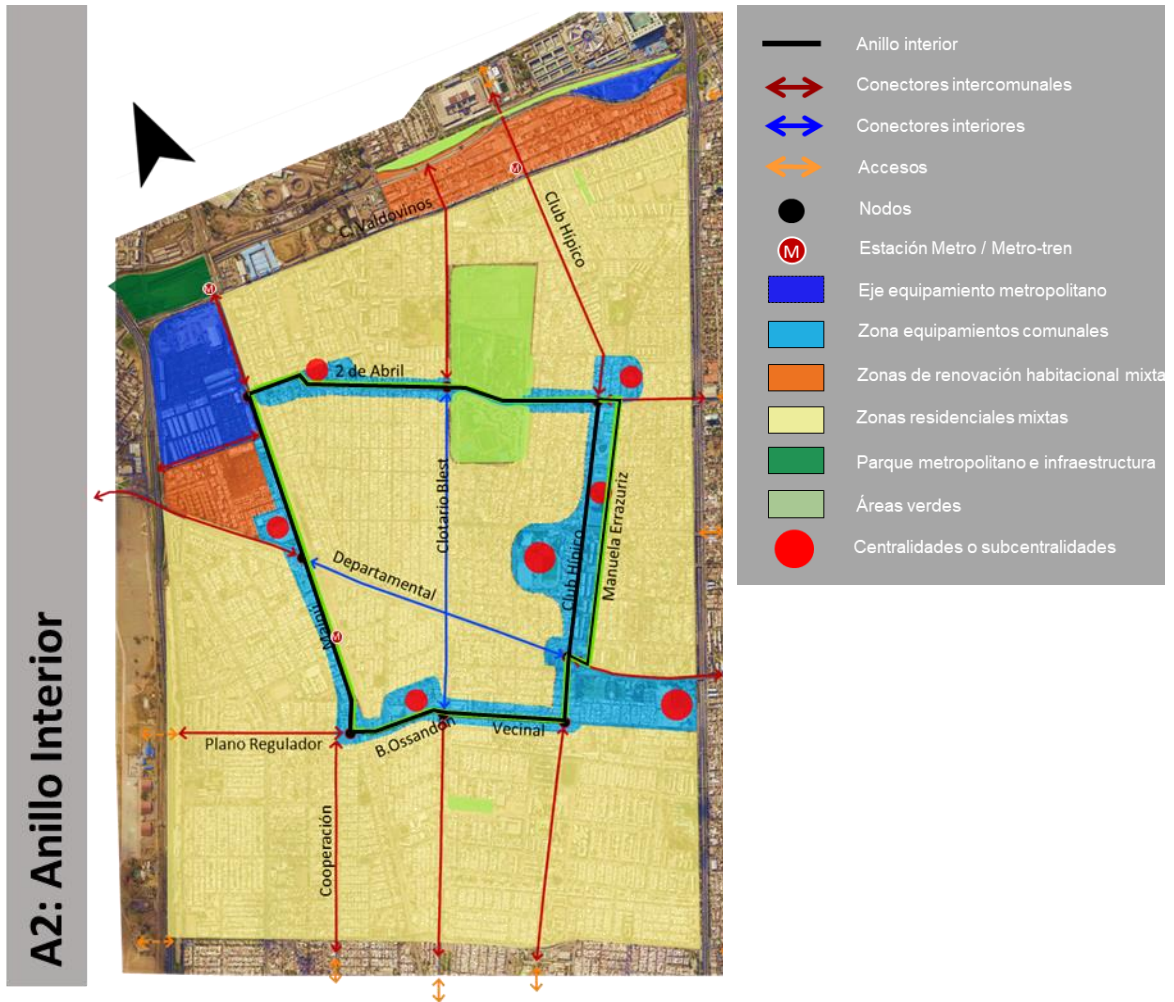 A2: Anillo Interior
C. Valdovinos
Club Hípico
2 de Abril
Clotario Blest
Departamental
Club Hípico
Manuela Errazuriz
Maipú
B.Ossandón
Vecinal
Plano Regulador
Cooperación
M
M
M
Anillo interior
Conectores intercomunales
Conectores interiores
Accesos
Nodos
M
Estación Metro / Metro-tren
Eje equipamiento metropolitano
Zona equipamientos comunales
Zonas de renovación habitacional mixta
Zonas residenciales mixtas
Parque metropolitano e infraestructura
Áreas verdes
Centralidades o subcentralidades